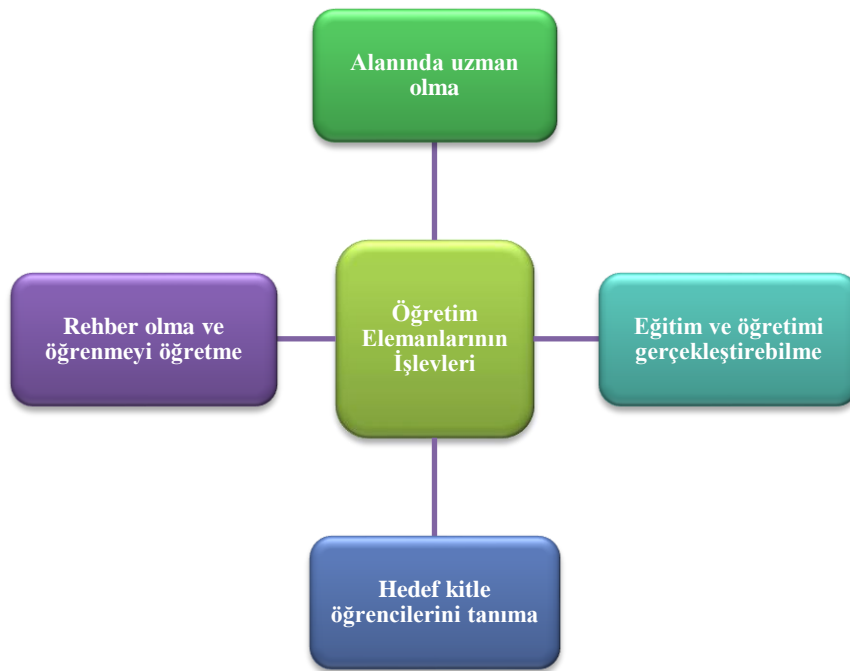 Alanında uzman
olma
Rehber olma ve
öğrenmeyi öğretme
Öğretim
Elemanlarının
İşlevleri
Eğitim ve öğretimi
gerçekleştirebilme
Hedef kitle
öğrencilerini tanıma